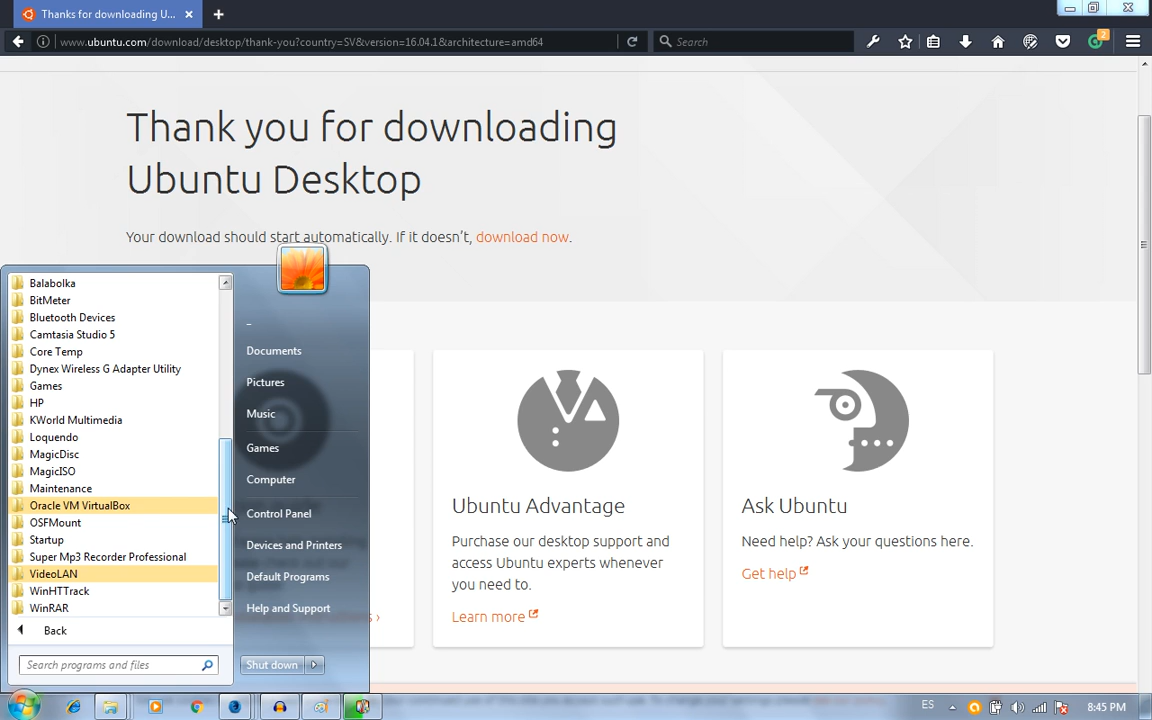 Thanks for downloading U...
www.ubuntu.com/download/desktop/thank-you?country=SV&version=16.04.1&architecture=amd64
Search
2
Thank you for downloading
Ubuntu Desktop
Your download should start automatically. If it doesn't, download now.
Balabolka
BitMeter
Bluetooth Devices
Camtasia Studio 5
Core Temp
Dynex Wireless G Adapter Utility
Games
HP
KWorld Multimedia
Loquendo
MagicDisc
MagicISO
Maintenance
Oracle VM VirtualBox
OSFMount
Startup
Super Mp3 Recorder Professional
VideoLAN
WinHTTrack
WinRAR
Back
Search programs and files
Documents
Pictures
Music
Games
Computer
Control Panel
Devices and Printers
Default Programs
Help and Support
Shut down
Ubuntu Advantage
Purchase our desktop support and
access Ubuntu experts whenever
you need to.
Learn more
Ask Ubuntu
Need help? Ask your questions here.
Get help
ES
8:45 PM